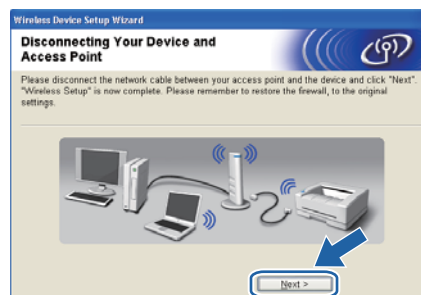 Wireless Device Setup Wizard
Disconnecting Your Device and
Access Point
Please disconnect the network cable between your access point and the device and click "Next".
"Wireless Setup" is now complete. Please remember to restore the firewall, to the original
settings.
Next >